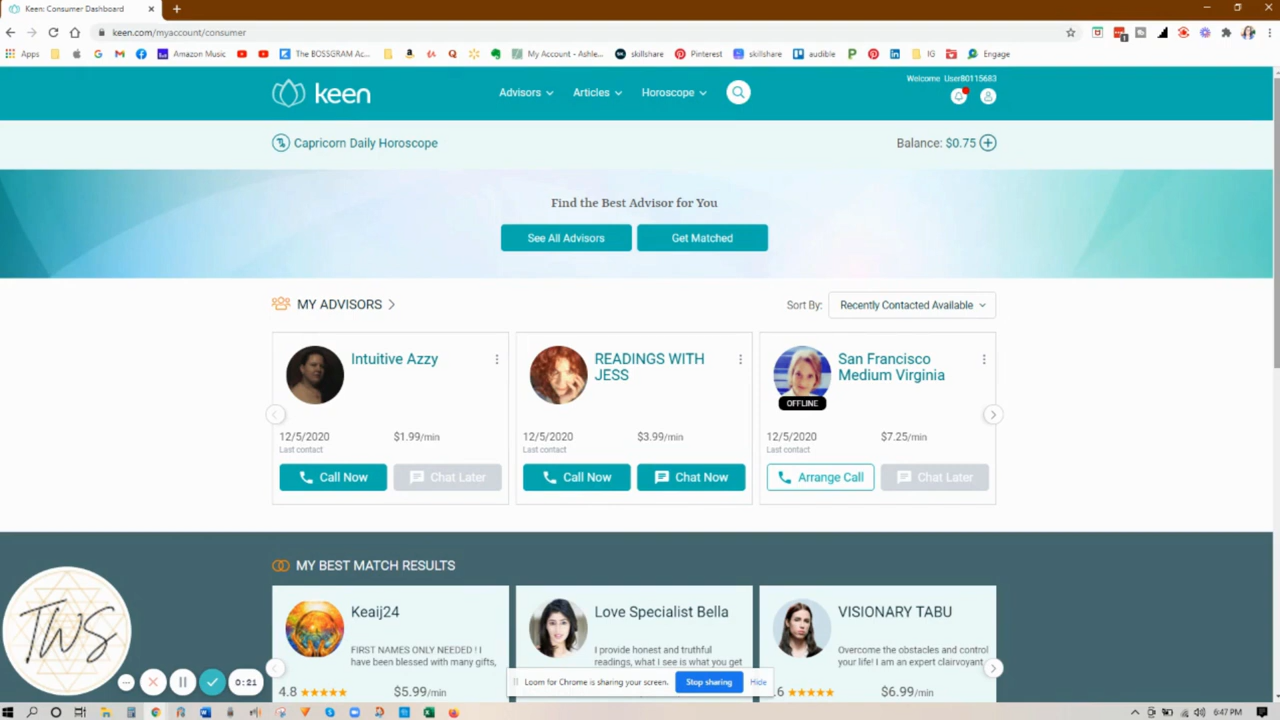 Keen: Consumer Dashboard
keen.com/myaccount/consumer
Apps
Amazon Music
The BOSSGRAM Ac...
My Account - Ashle...
skillshare
Pinterest
skillshare
audible
IG
Engage
keen
Advisors
Articles
Horoscope
Welcome User80115683
Capricorn Daily Horoscope
Balance: $0.75
Find the Best Advisor for You
See All Advisors
Get Matched
MY ADVISORS
Sort By:
Recently Contacted Available
Intuitive Azzy
12/5/2020
$1.99/min
Last contact
Call Now
Chat Later
READINGS WITH
JESS
12/5/2020
$3.99/min
Last contact
Call Now
Chat Now
San Francisco
Medium Virginia
OFFLINE
12/5/2020
$7.25/min
Last contact
Arrange Call
Chat Later
MY BEST MATCH RESULTS
Keaij24
FIRST NAMES ONLY NEEDED ! I
have been blessed with many gifts,
4.8
$5.99/min
Love Specialist Bella
I provide honest and truthful
readings, what I see is what you get
VISIONARY TABU
Overcome the obstacles and control
your life! I am an expert clairvoyant
$6.99/min
TWS
0:21
Loom for Chrome is sharing your screen.
Stop sharing
Hide
6:47 PM